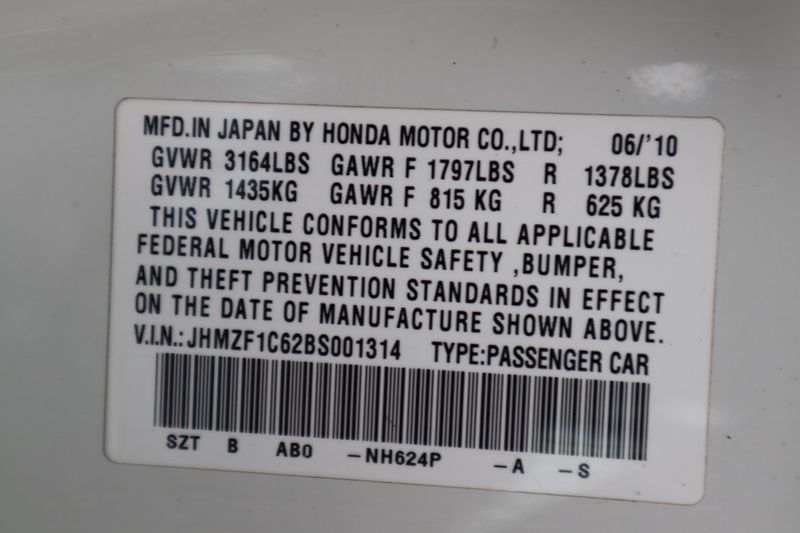 MFD.IN JAPAN BY HONDA MOTOR CO.,LTD; 06/'10
GVWR 3164LBS GAWR F 1797LBS R 1378LBS
GVWR 1435KG GAWR F 815 KG R 625 KG
THIS VEHICLE CONFORMS TO ALL APPLICABLE
FEDERAL MOTOR VEHICLE SAFETY ,BUMPER,
AND THEFT PREVENTION STANDARDS IN EFFECT
ON THE DATE OF MANUFACTURE SHOWN ABOVE.
V.I.N.:JHMZF1C62BS001314 TYPE:PASSENGER CAR
SZT B AB0 -NH624P -A -S